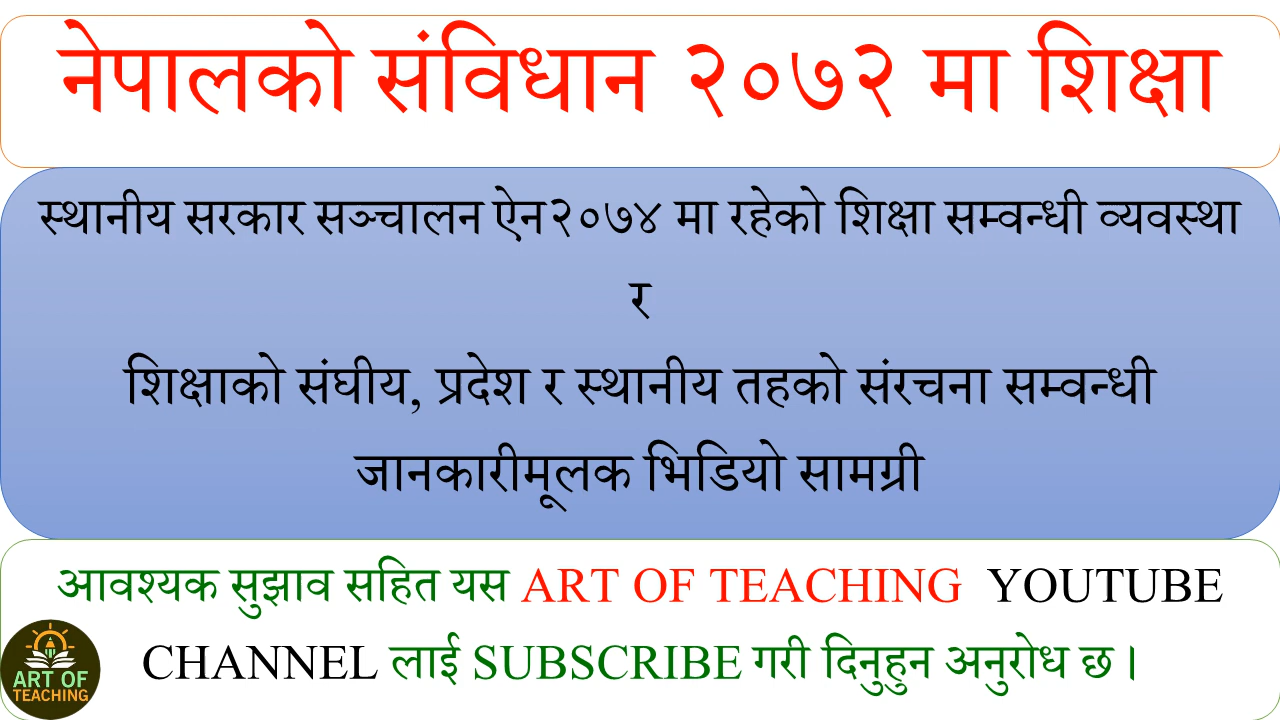 नेपालको संविधान २०७२ मा शिक्षा
स्थानीय सरकार सञ्चालन ऐन२०७४ मा रहेको शिक्षा सम्वन्धी व्यवस्था
र
शिक्षाको संघीय, प्रदेश र स्थानीय तहको संरचना सम्वन्धी
जानकारीमूलक भिडियो सामग्री
आवश्यक सुझाव सहित यस ART OF TEACHING YOUTUBE
CHANNEL लाई SUBSCRIBE गरी दिनुहुन अनुरोध छ।
ART OF
TEACHING